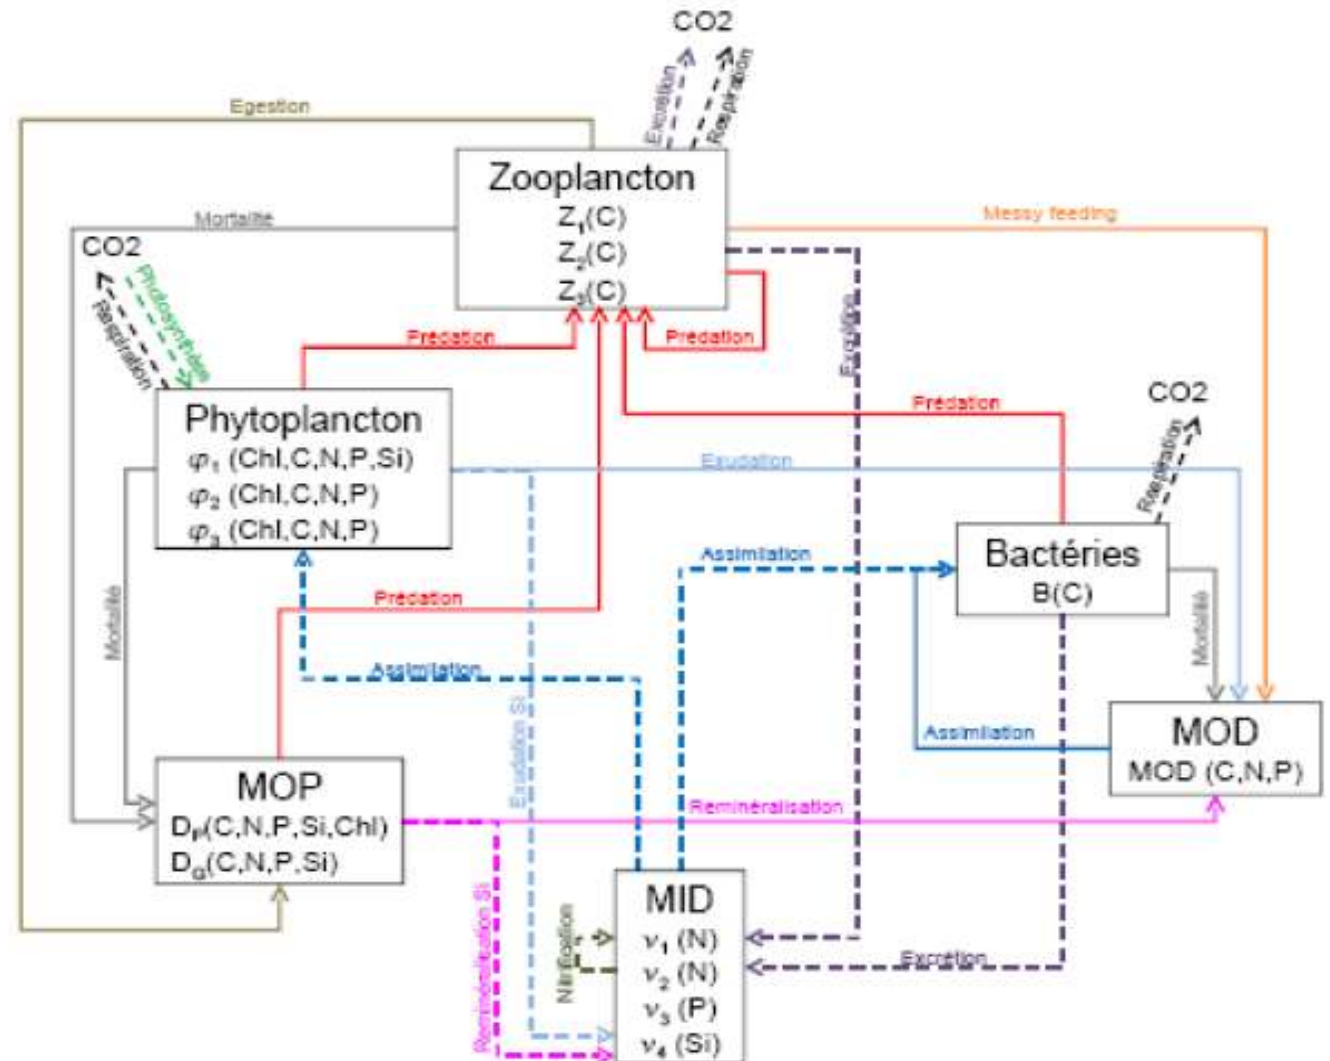 CO2
Excrétion
Respiration
Egestion
Zooplancton
Z₁(C)
Z₂(C)
Z₃(C)
Mortalité
Messy feeding
CO2
Photosynthèse
Respiration
Prédation
Prédation
Excrétion
Phytoplancton
φ₁ (Chl,C,N,P,Si)
φ₂ (Chl,C,N,P)
φ₃ (Chl,C,N,P)
Prédation
CO2
Respiration
Exudation
Assimilation
Bactéries
B(C)
Mortalité
Prédation
Mortalité
Assimilation
Exudation Si
Assimilation
MOD
MOD (C,N,P)
MOP
D_P(C,N,P,Si,Chl)
D_G(C,N,P,Si)
Reminéralisation
Reminéralisation Si
Nitrification
MID
ν₁ (N)
ν₂ (N)
ν₃ (P)
ν₄ (Si)
Excrétion